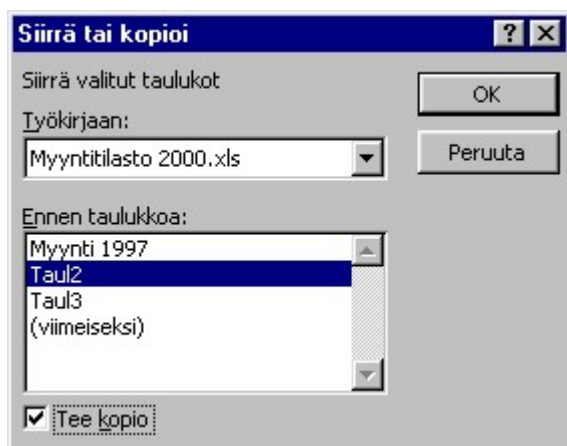 Siirrä tai kopioi
Siirrä valitut taulukot
OK
Työkirjaan:
Myyntitilasto 2000.xls
Peruuta
Ennen taulukkoa:
Myynti 1997
Taul2
Taul3
(viimeiseksi)
Tee kopio